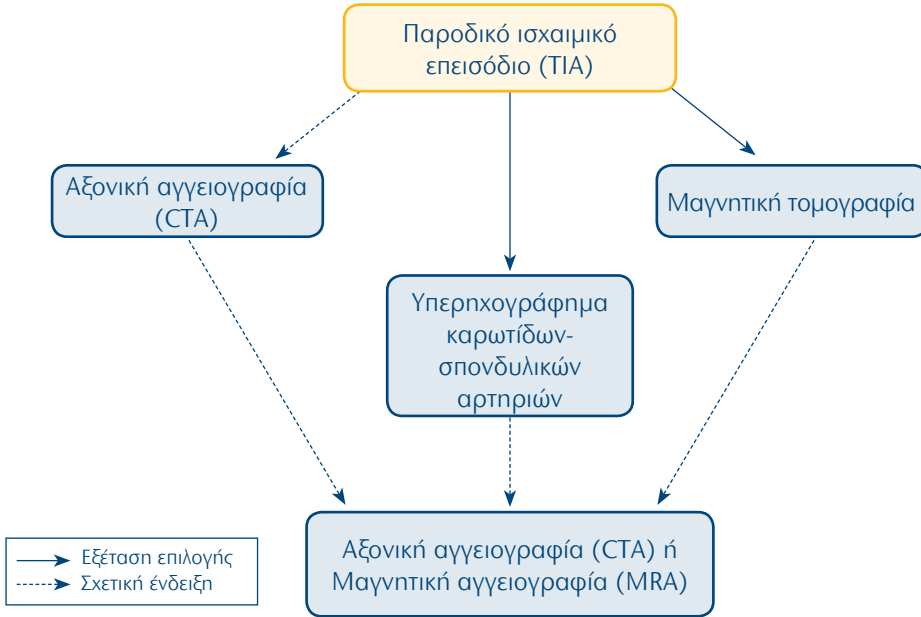 Παροδικό ισχαιμικό
επεισόδιο (ΤΙΑ)
Αξονική αγγειογραφία
(CTA)
Μαγνητική τομογραφία
Υπερηχογράφημα
καρωτίδων-
σπονδυλικών
αρτηριών
Αξονική αγγειογραφία (CTA) ή
Μαγνητική αγγειογραφία (MRA)
Εξέταση επιλογής
Σχετική ένδειξη